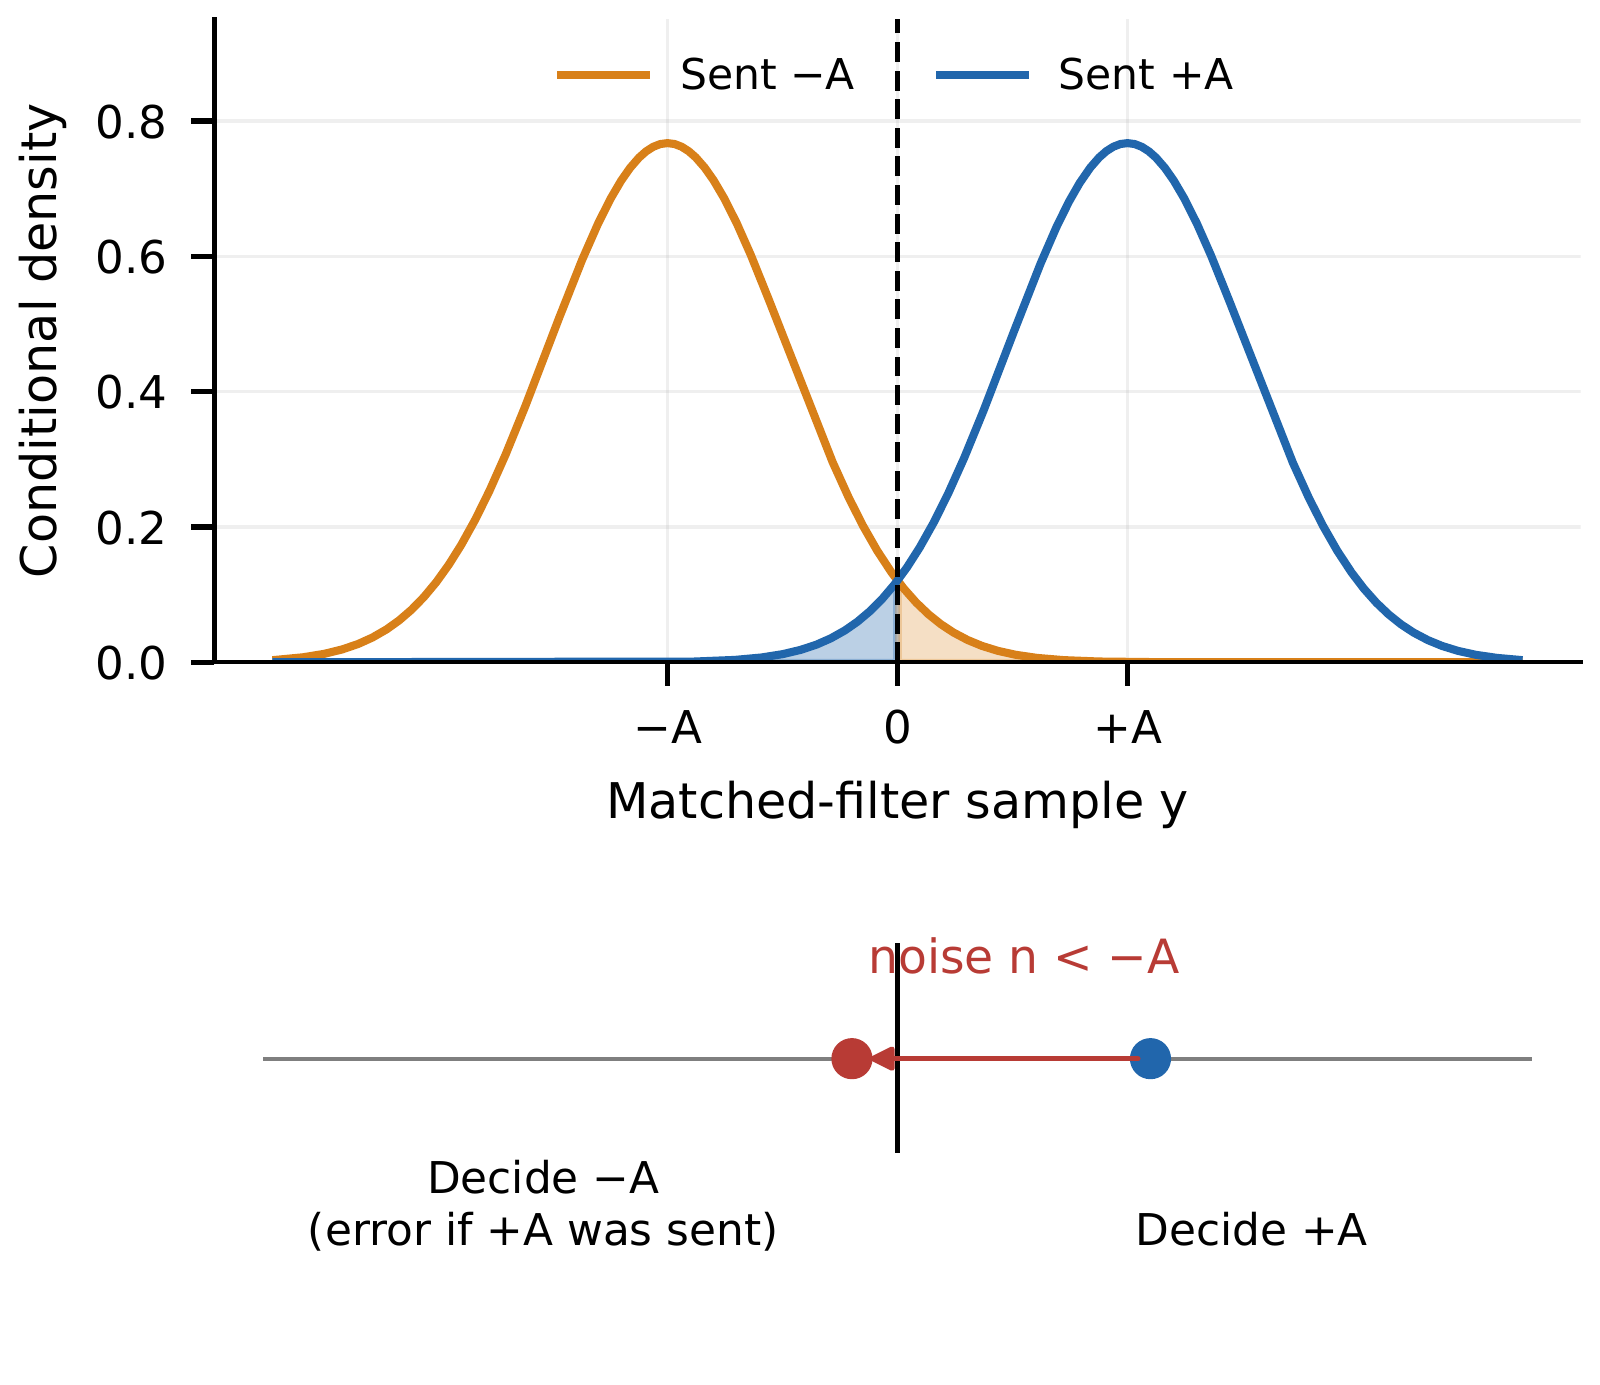 Sent −A
Sent +A
Conditional density
0.8
0.6
0.4
0.2
0.0
−A
0
+A
Matched-filter sample y
noise n < −A
Decide −A
(error if +A was sent)
Decide +A